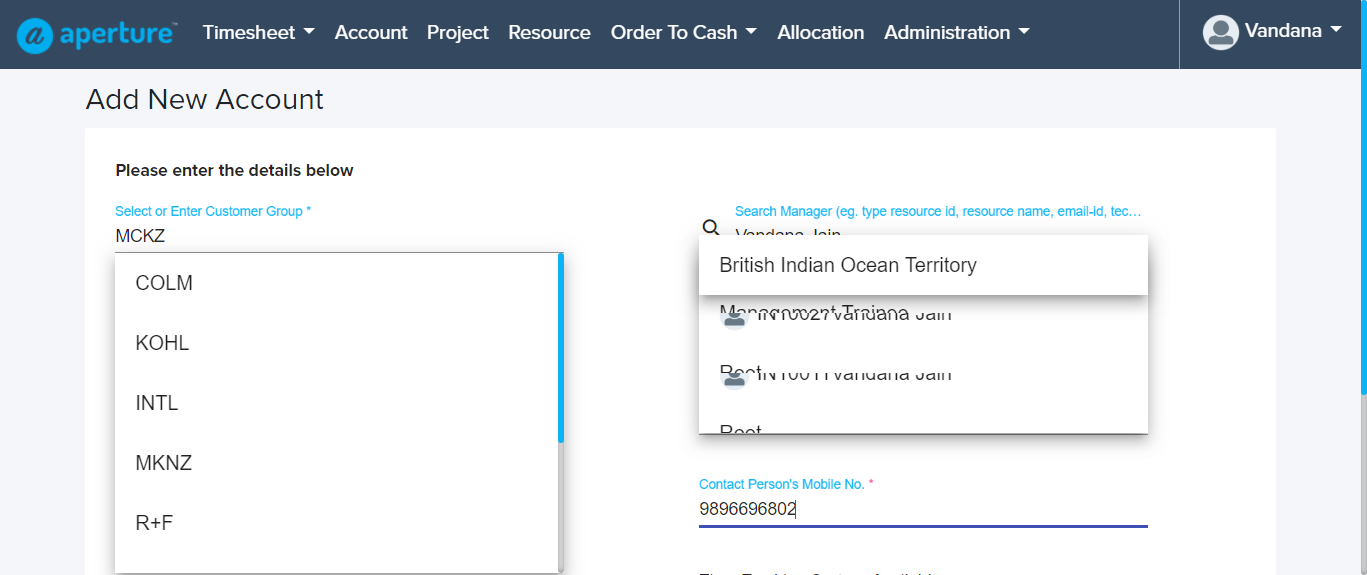 aperture™
Timesheet Account Project Resource Order To Cash Allocation Administration
Vandana
Add New Account
Please enter the details below
Select or Enter Customer Group *
MCKZ
COLM
KOHL
INTL
MKNZ
R+F
Search Manager (eg. type resource id, resource name, email-id, tec…
Vandana Jain
British Indian Ocean Territory
Management Trainee
Vandana Jain
Root
Vandana Jain
Root
Contact Person's Mobile No. *
9896696802